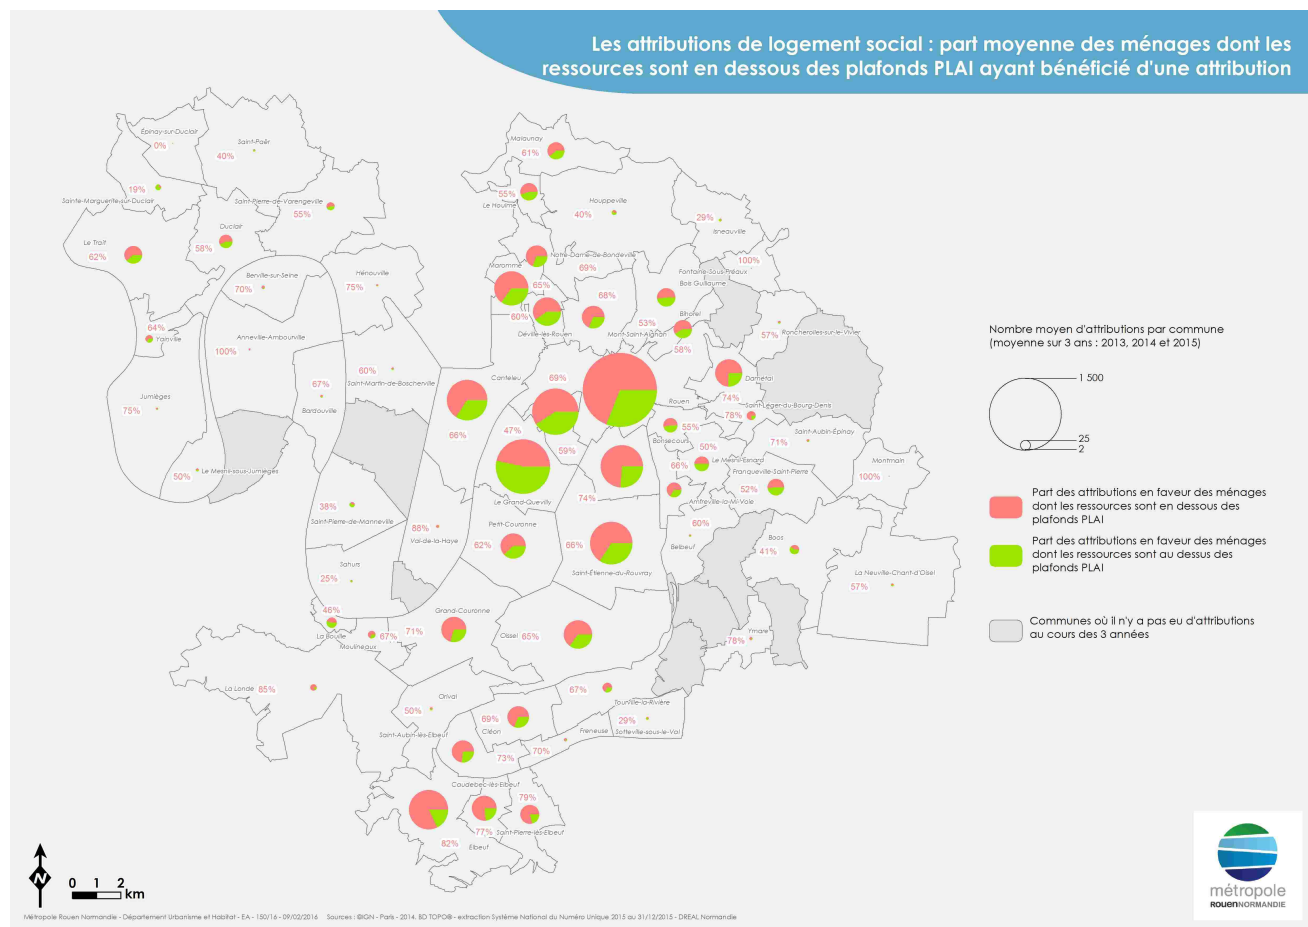 Les attributions de logement social : part moyenne des ménages dont les
ressources sont en dessous des plafonds PLAI ayant bénéficié d'une attribution
Épinay-sur-Duclair
0%
Saint-Paër
40%
19%
Sainte-Marguerite-sur-Duclair
Saint-Pierre-de-Varengeville
55%
Duclair
58%
Le Trait
62%
Berville-sur-Seine
70%
Hénouville
75%
64%
Yainville
Anneville-Ambourville
100%
60%
Saint-Martin-de-Boscherville
67%
Bardouville
Jumièges
75%
50%
Le Mesnil-sous-Jumièges
38%
Saint-Pierre-de-Manneville
88%
Val-de-la-Haye
Sahurs
25%
46%
La Bouille
67%
Moulineaux
71%
Grand-Couronne
La Londe
85%
Malaunay
61%
55%
Le Houlme
Houppeville
40%
29%
Isneauville
Notre-Dame-de-Bondeville
69%
Maromme
65%
60%
Déville-lès-Rouen
68%
Mont-Saint-Aignan
100%
Fontaine-Sous-Préaux
Bois Guillaume
53%
Bihorel
58%
57%
Roncherolles-sur-le-Vivier
Canteleu
66%
69%
Rouen
Darnétal
74%
78%
Saint-Léger-du-Bourg-Denis
47%
59%
55%
Bonsecours
50%
Le Mesnil-Esnard
71%
Saint-Aubin-Épinay
Montmain
100%
66%
Franqueville-Saint-Pierre
52%
Amfreville-la-Mi-Voie
Le Grand-Quevilly
74%
Petit-Couronne
62%
66%
Saint-Étienne-du-Rouvray
60%
Belbeuf
Boos
41%
La Neuville-Chant-d'Oisel
57%
Oissel
65%
Ymare
78%
Orival
50%
67%
Tourville-la-Rivière
29%
Sotteville-sous-le-Val
69%
Cléon
Freneuse
70%
Saint-Aubin-lès-Elbeuf
73%
Caudebec-lès-Elbeuf
79%
Saint-Pierre-lès-Elbeuf
77%
82%
Elbeuf
Nombre moyen d'attributions par commune
(moyenne sur 3 ans : 2013, 2014 et 2015)
1 500
25
2
Part des attributions en faveur des ménages
dont les ressources sont en dessous des
plafonds PLAI
Part des attributions en faveur des ménages
dont les ressources sont au dessus des
plafonds PLAI
Communes où il n'y a pas eu d'attributions
au cours des 3 années
N
0 1 2
km
métropole
ROUENNORMANDIE
Métropole Rouen Normandie - Département Urbanisme et Habitat - EA - 150/16 - 09/02/2016 Sources : ©IGN - Paris - 2014, BD TOPO® - extraction Système National du Numéro Unique 2015 au 31/12/2015 - DREAL Normandie